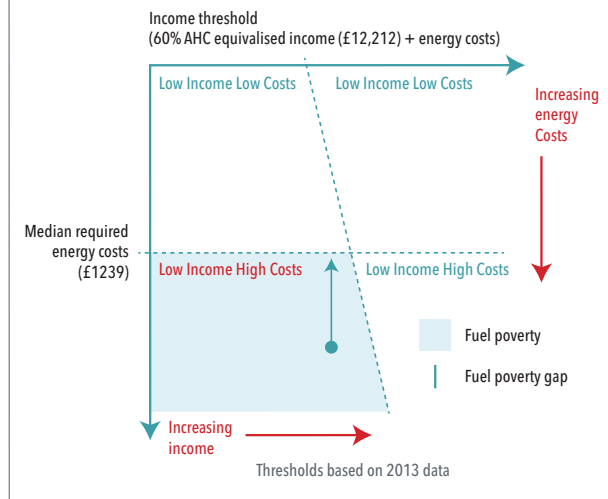 Income threshold
(60% AHC equivalised income (£12,212) + energy costs)
Low Income Low Costs
Low Income Low Costs
Increasing
energy
Costs
Median required
energy costs
(£1239)
Low Income High Costs
Low Income High Costs
Fuel poverty
Fuel poverty gap
Increasing
income
Thresholds based on 2013 data